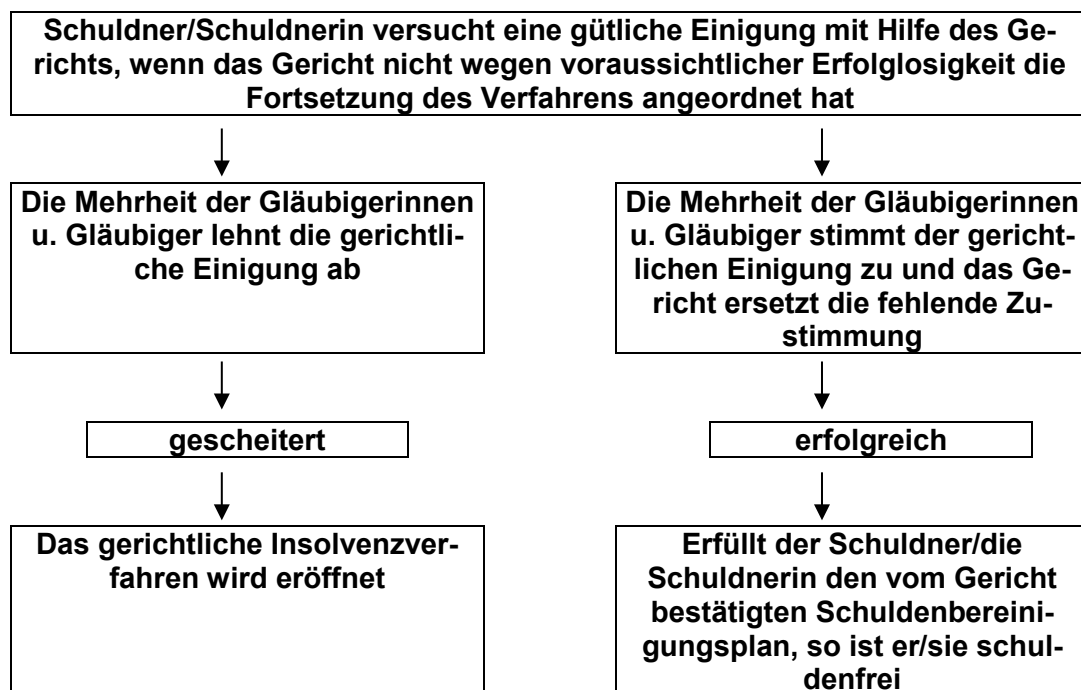 Schuldner/Schuldnerin versucht eine gütliche Einigung mit Hilfe des Ge-
richts, wenn das Gericht nicht wegen voraussichtlicher Erfolglosigkeit die
Fortsetzung des Verfahrens angeordnet hat
Die Mehrheit der Gläubigerinnen
u. Gläubiger lehnt die gerichtli-
che Einigung ab
Die Mehrheit der Gläubigerinnen
u. Gläubiger stimmt der gericht-
lichen Einigung zu und das Ge-
richt ersetzt die fehlende Zu-
stimmung
gescheitert
erfolgreich
Das gerichtliche Insolvenzver-
fahren wird eröffnet
Erfüllt der Schuldner/die
Schuldnerin den vom Gericht
bestätigten Schuldenbereini-
gungsplan, so ist er/sie schul-
denfrei